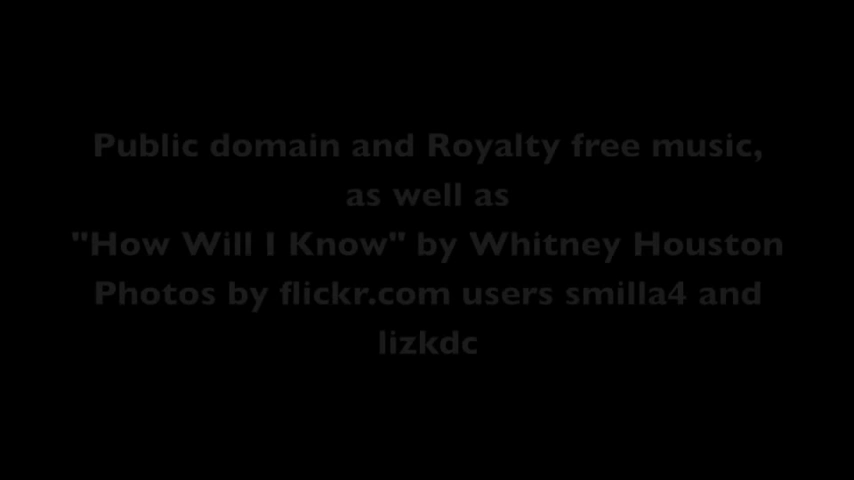 Public domain and Royalty free music,
as well as
"How Will I Know" by Whitney Houston
Photos by flickr.com users smilla4 and
lizkdc